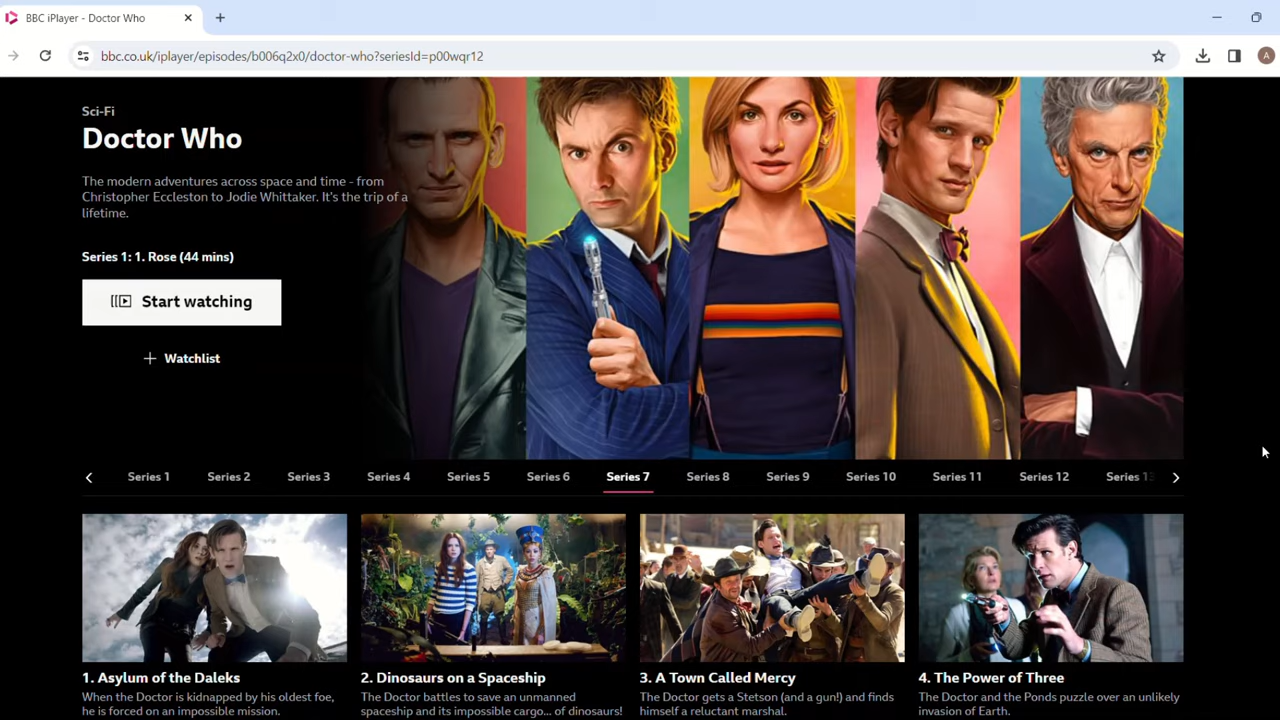 BBC iPlayer - Doctor Who
bbc.co.uk/iplayer/episodes/b006q2x0/doctor-who?seriesId=p00wqr12
A
Sci-Fi
Doctor Who
The modern adventures across space and time - from
Christopher Eccleston to Jodie Whittaker. It's the trip of a
lifetime.
Series 1: 1. Rose (44 mins)
Start watching
Watchlist
Series 1 Series 2 Series 3 Series 4 Series 5 Series 6 Series 7 Series 8 Series 9 Series 10 Series 11 Series 12 Series 13
1. Asylum of the Daleks
When the Doctor is kidnapped by his oldest foe,
he is forced on an impossible mission.
2. Dinosaurs on a Spaceship
The Doctor battles to save an unmanned
spaceship and its impossible cargo... of dinosaurs!
3. A Town Called Mercy
The Doctor gets a Stetson (and a gun!) and finds
himself a reluctant marshal.
4. The Power of Three
The Doctor and the Ponds puzzle over an unlikely
invasion of Earth.